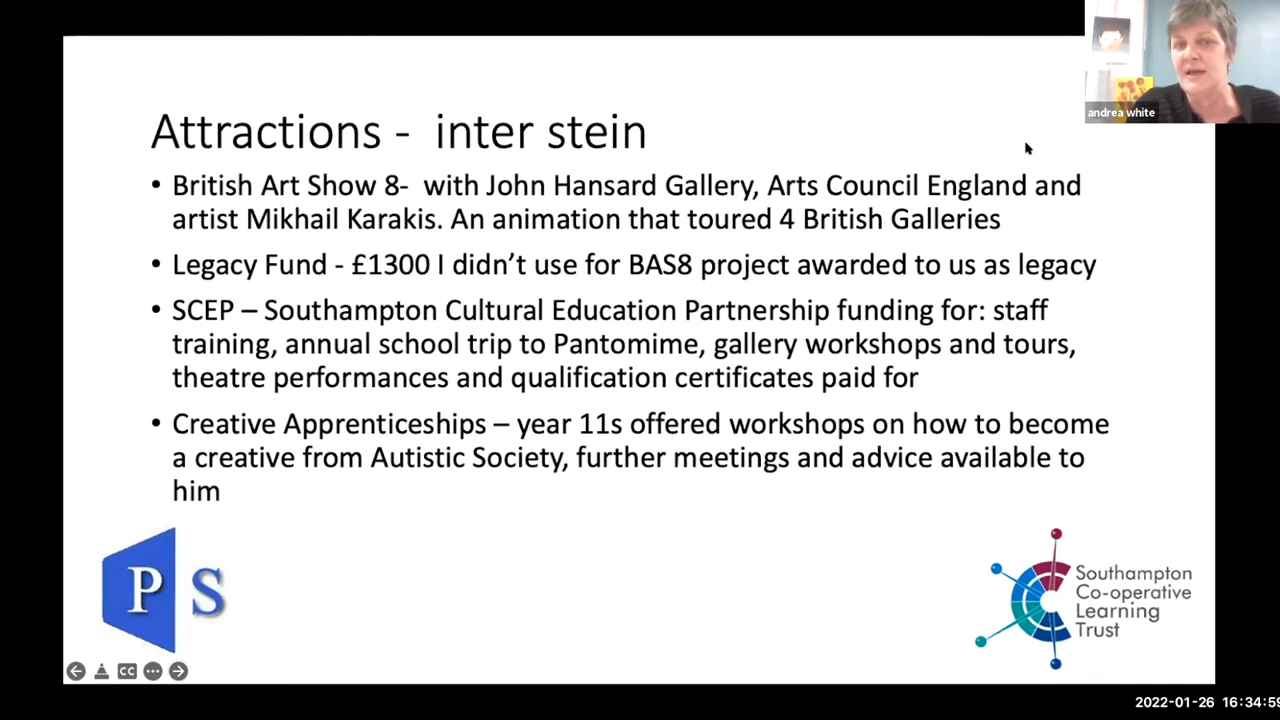 andrea white
Attractions -  inter stein
• British Art Show 8-  with John Hansard Gallery, Arts Council England and
artist Mikhail Karakis. An animation that toured 4 British Galleries
• Legacy Fund - £1300 I didn’t use for BAS8 project awarded to us as legacy
• SCEP – Southampton Cultural Education Partnership funding for: staff
training, annual school trip to Pantomime, gallery workshops and tours,
theatre performances and qualification certificates paid for
• Creative Apprenticeships – year 11s offered workshops on how to become
a creative from Autistic Society, further meetings and advice available to
him
P S
Southampton
Co-operative
Learning
Trust
CC
2022-01-26 16:34:59